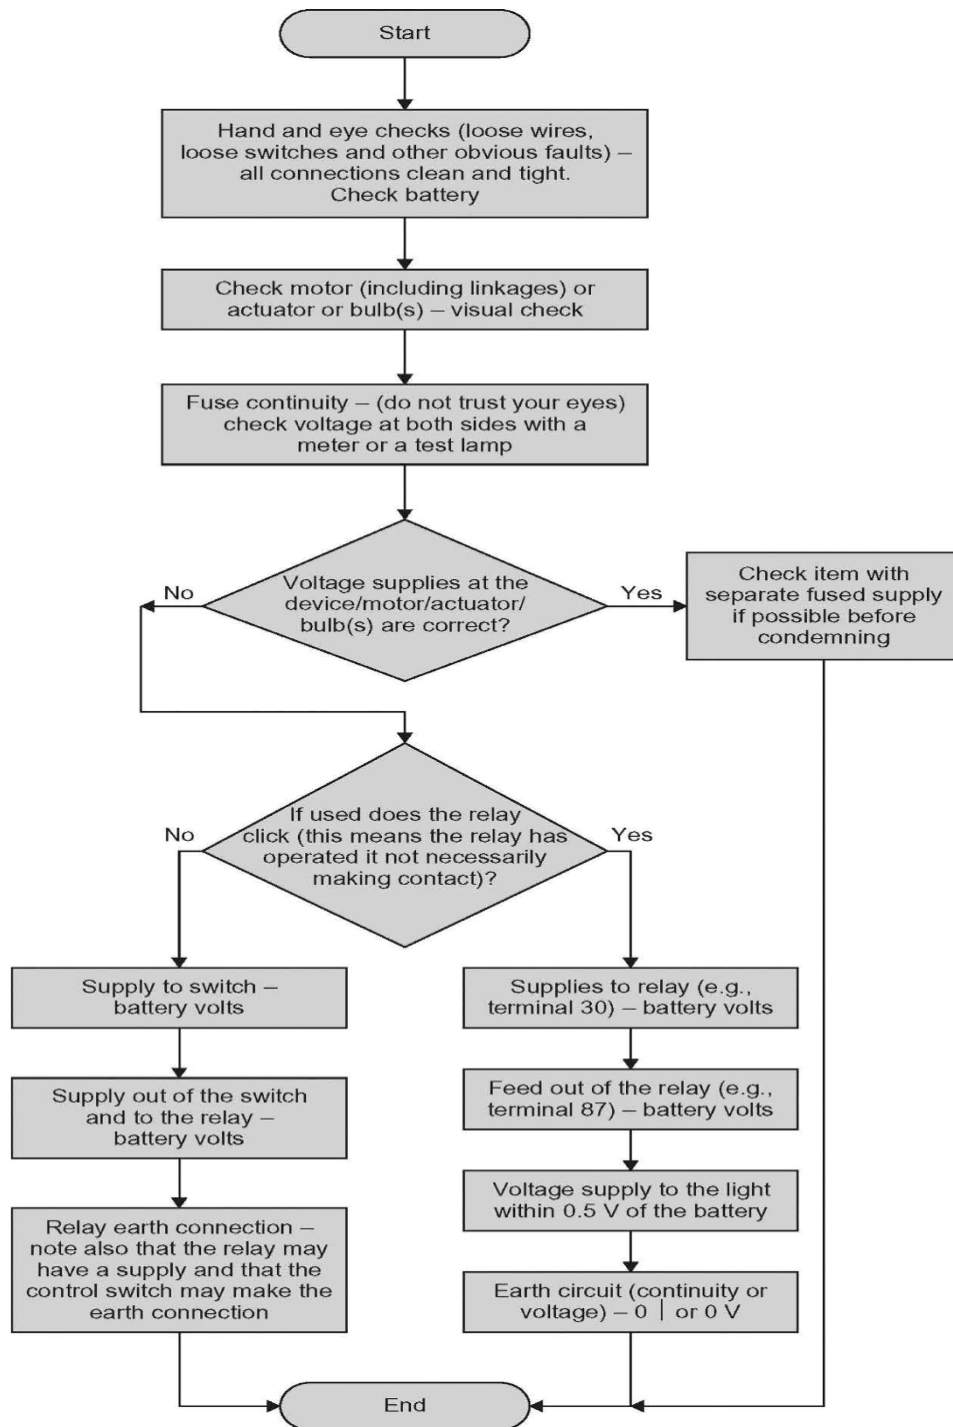 Start
Hand and eye checks (loose wires,
loose switches and other obvious faults) –
all connections clean and tight.
Check battery
Check motor (including linkages) or
actuator or bulb(s) – visual check
Fuse continuity – (do not trust your eyes)
check voltage at both sides with a
meter or a test lamp
No
Voltage supplies at the
device/motor/actuator/
bulb(s) are correct?
Yes
Check item with
separate fused supply
if possible before
condemning
No
If used does the relay
click (this means the relay has
operated it not necessarily
making contact)?
Yes
Supply to switch –
battery volts
Supply out of the switch
and to the relay –
battery volts
Relay earth connection –
note also that the relay may
have a supply and that the
control switch may make the
earth connection
Supplies to relay (e.g.,
terminal 30) – battery volts
Feed out of the relay (e.g.,
terminal 87) – battery volts
Voltage supply to the light
within 0.5 V of the battery
Earth circuit (continuity or
voltage) – 0 | or 0 V
End